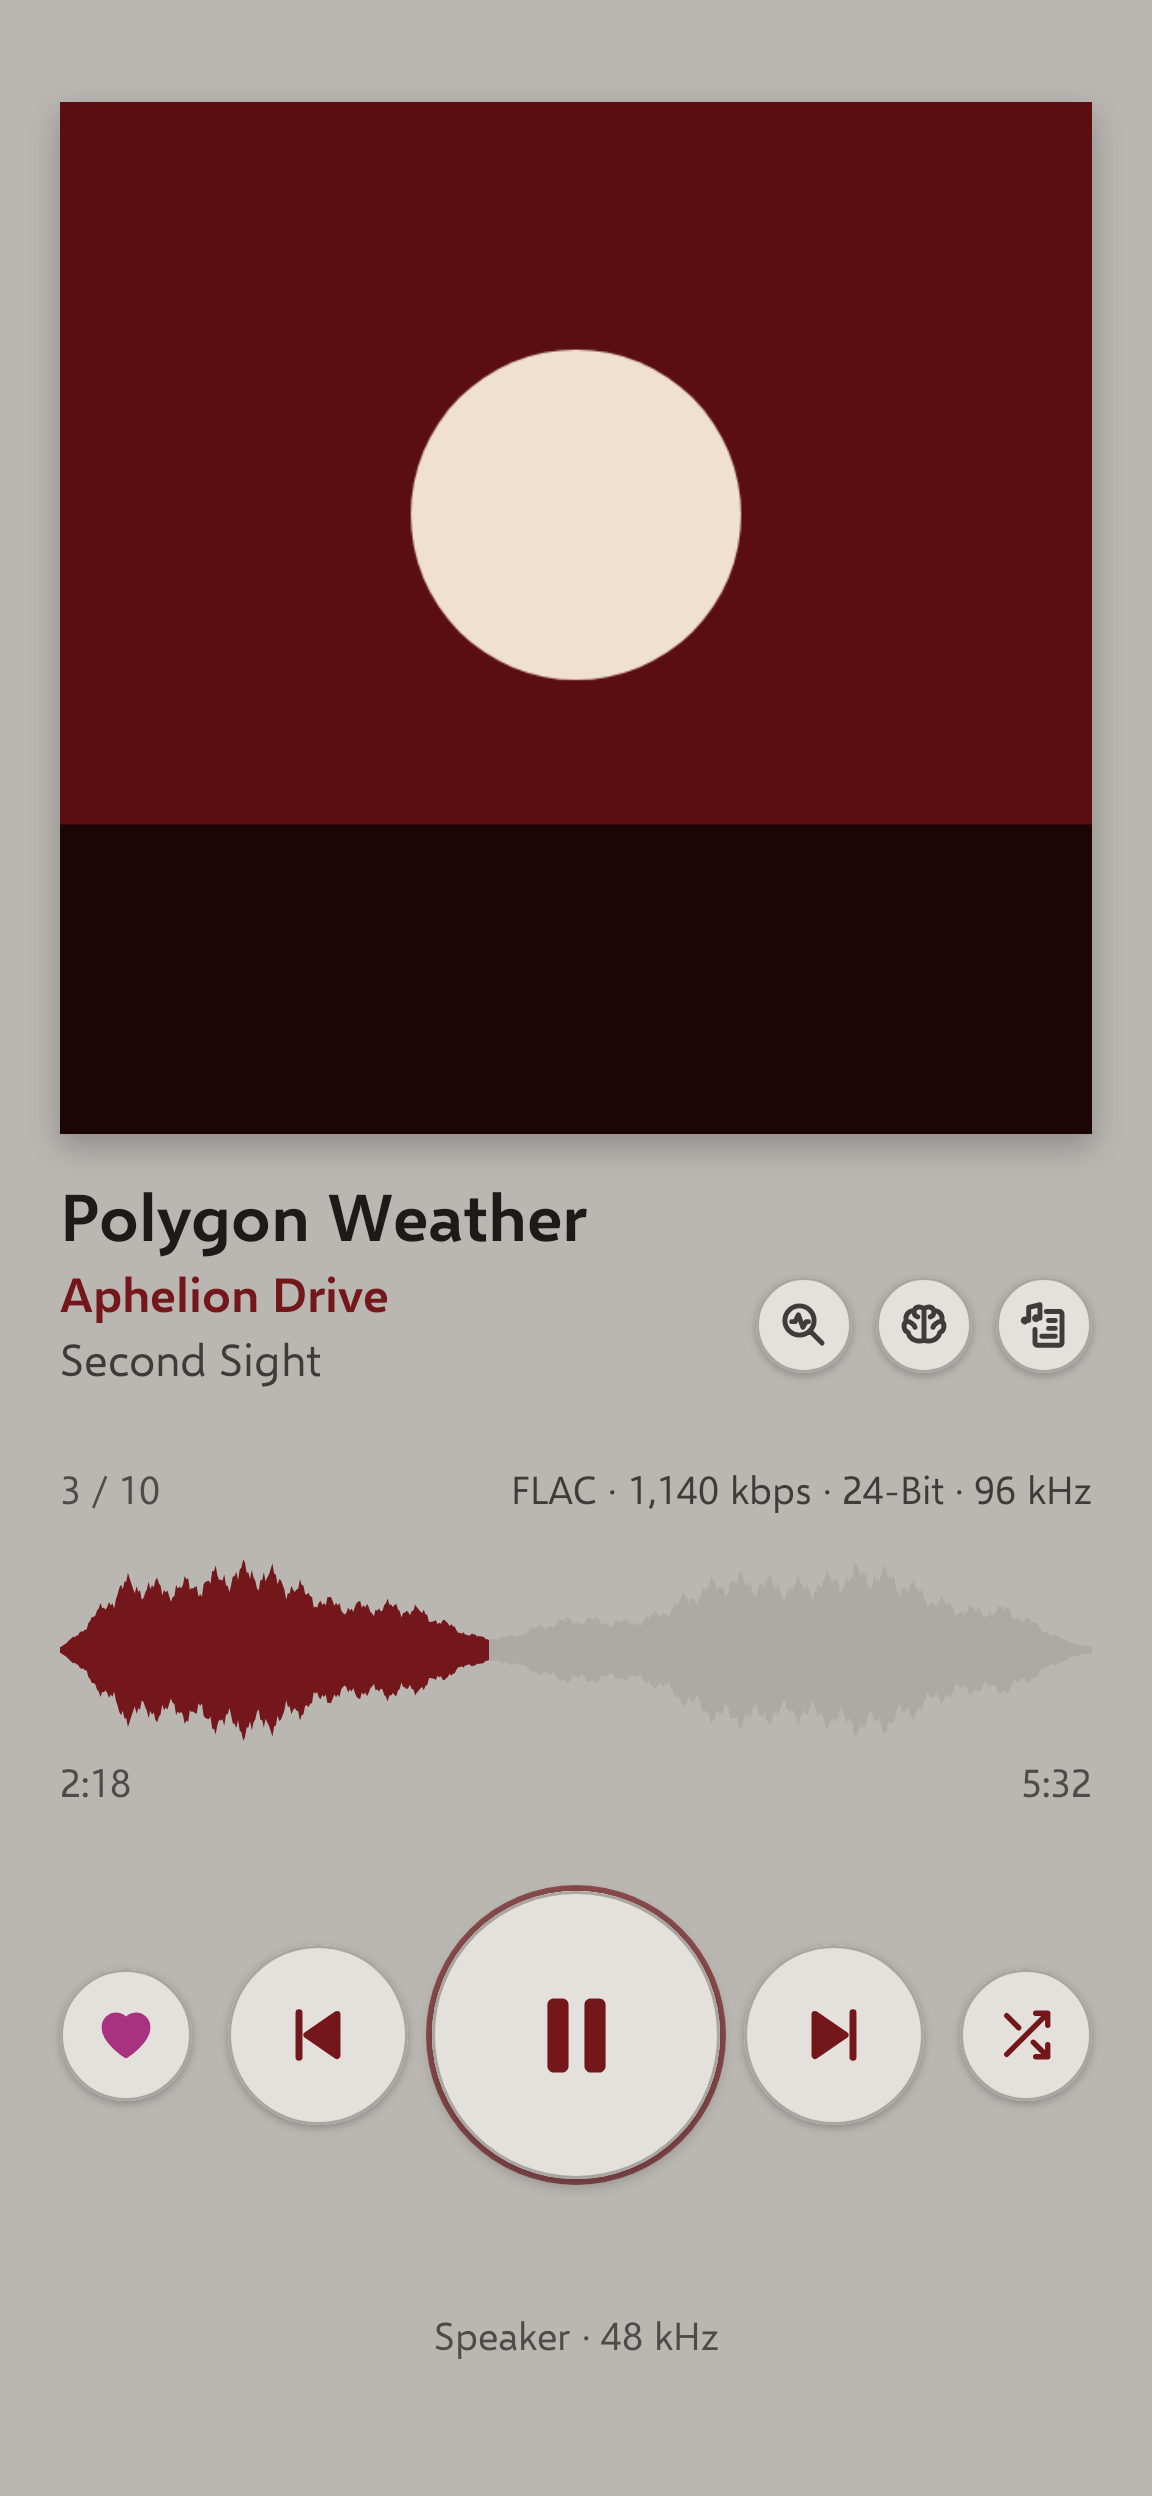 Polygon Weather
Aphelion Drive
Second Sight
3 / 10
FLAC · 1,140 kbps · 24-Bit · 96 kHz
2:18
5:32
Speaker · 48 kHz